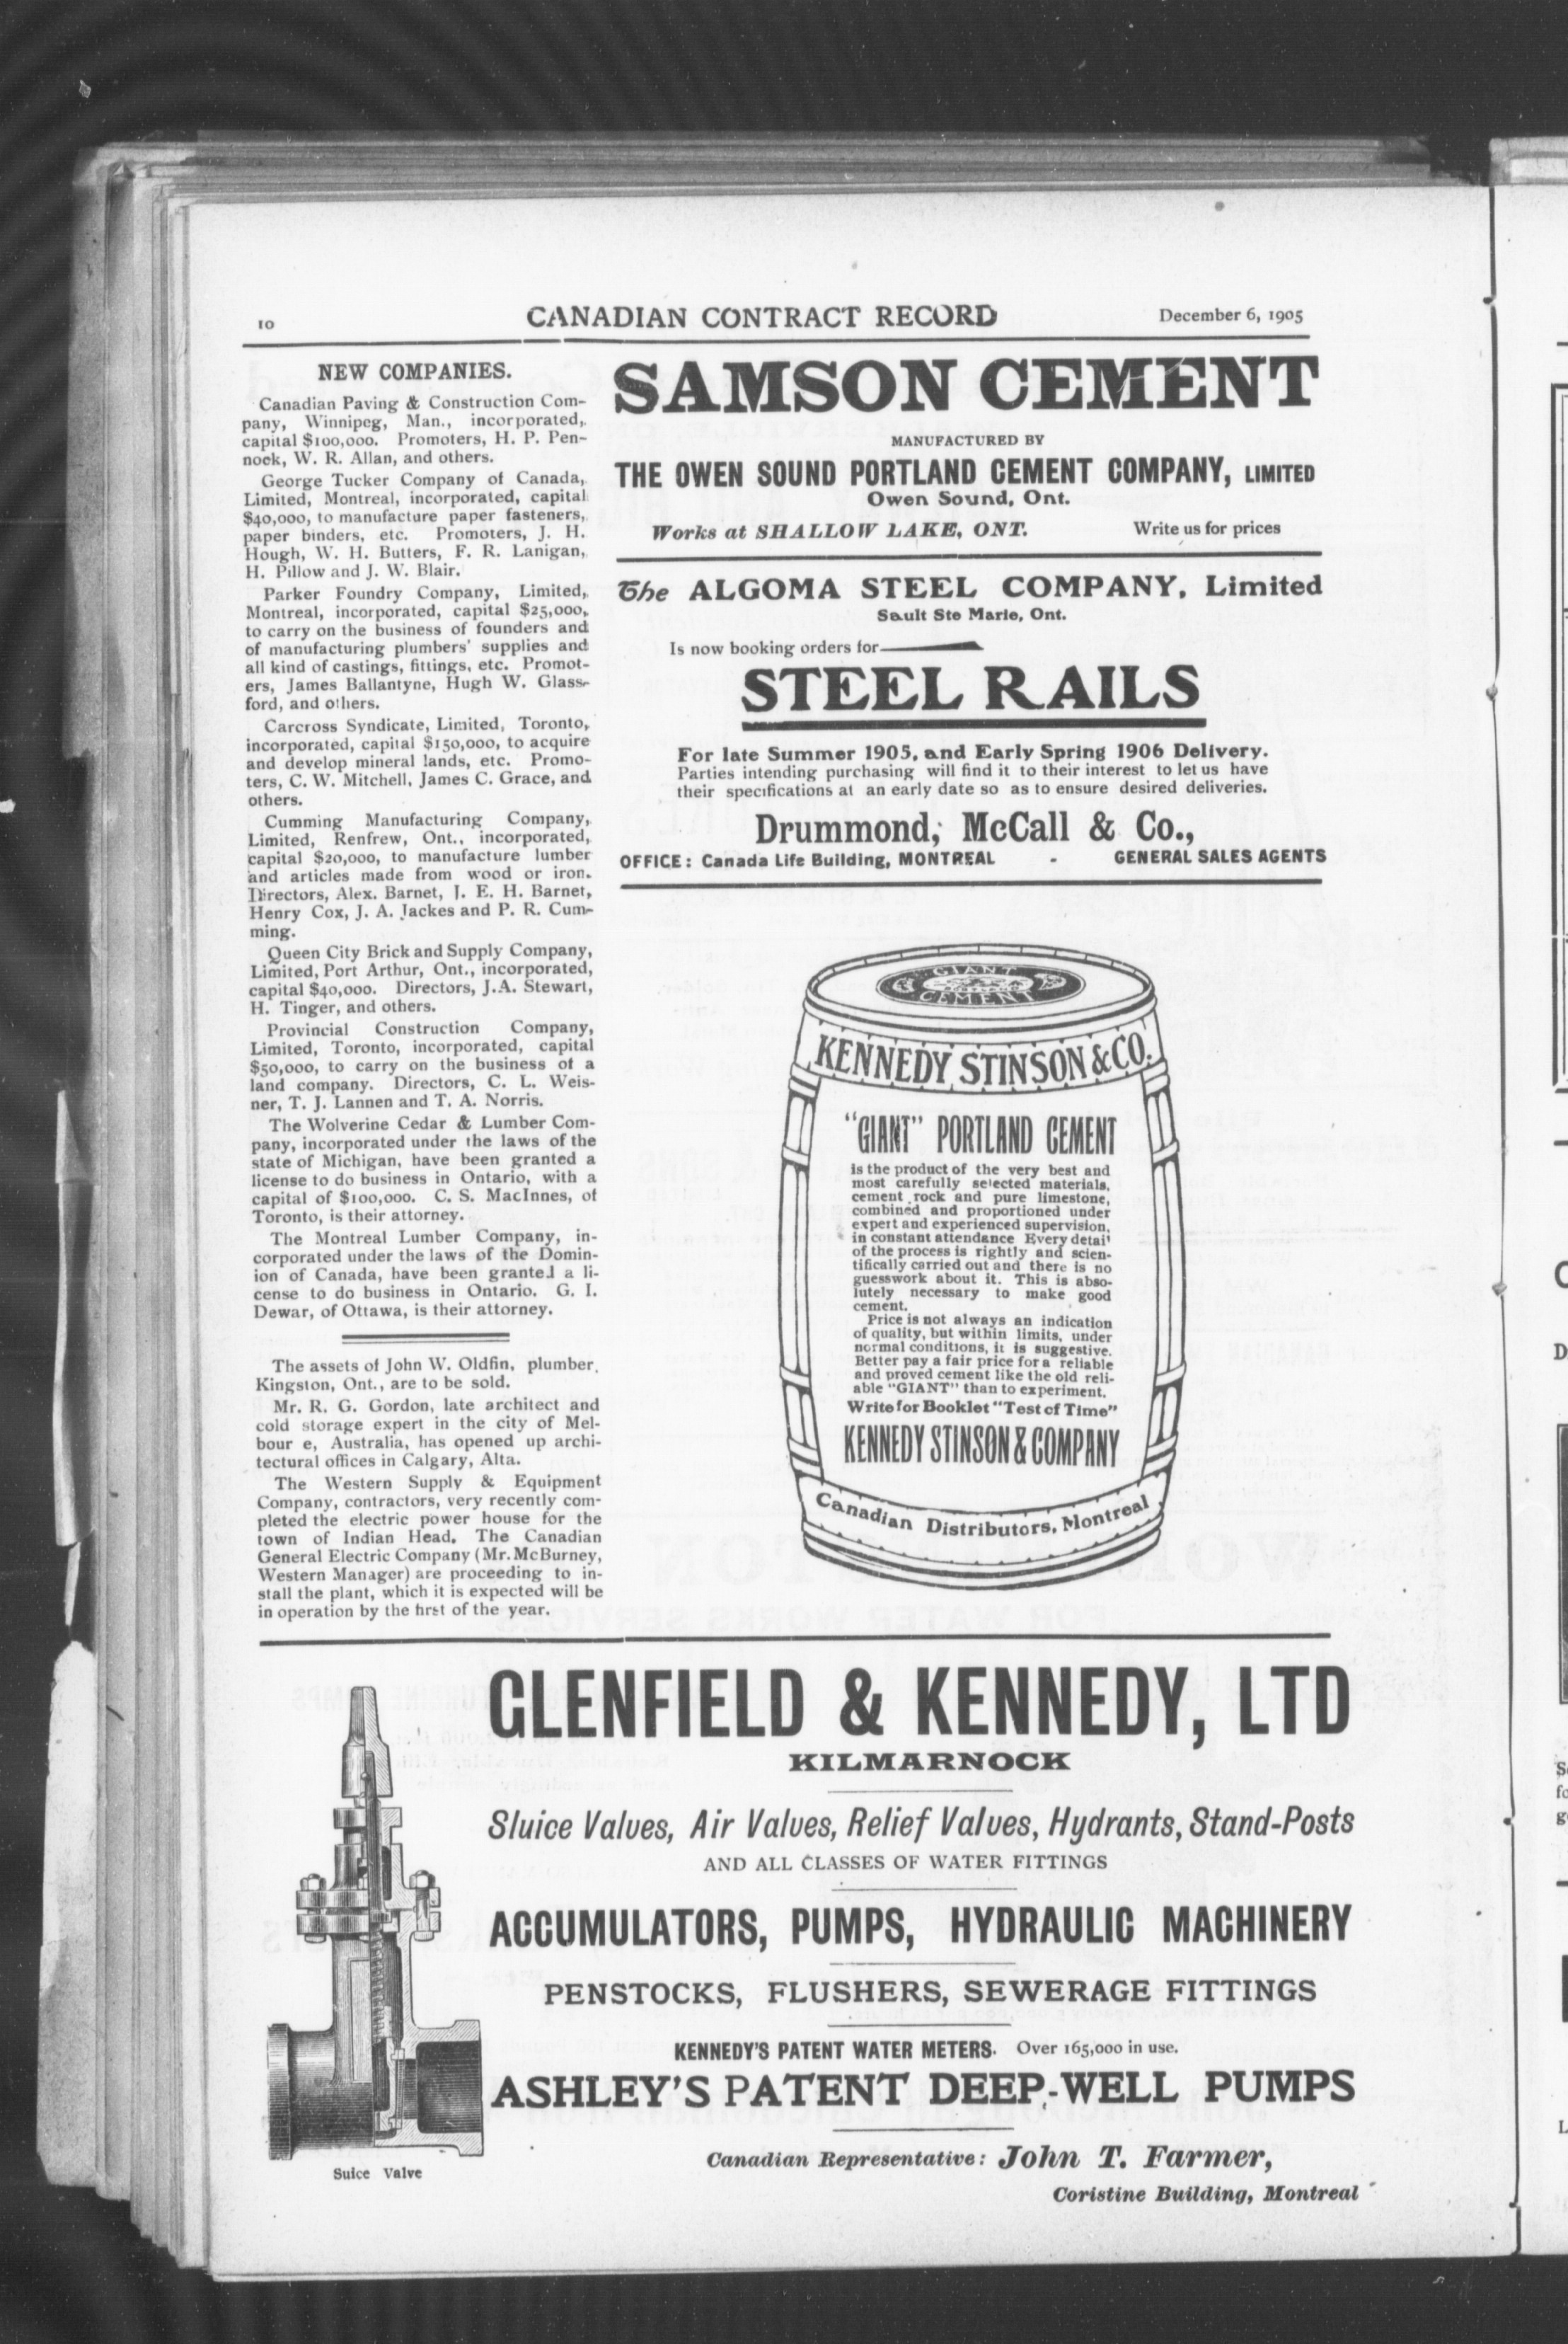 10
CANADIAN CONTRACT RECORD
December 6, 1905
NEW COMPANIES.
Canadian Paving & Construction Com-
pany, Winnipeg, Man., incorporated,
capital $100,000. Promoters, H. P. Pen-
nock, W. R. Allan, and others.
George Tucker Company of Canada,
Limited, Montreal, incorporated, capital
$40,000, to manufacture paper fasteners,
paper binders, etc. Promoters, J. H.
Hough, W. H. Butters, F. R. Lanigan,
H. Pillow and J. W. Blair.
Parker Foundry Company, Limited,
Montreal, incorporated, capital $25,000,
to carry on the business of founders and
of manufacturing plumbers' supplies and
all kind of castings, fittings, etc. Promot-
ers, James Ballantyne, Hugh W. Glass-
ford, and others.
Carcross Syndicate, Limited, Toronto,
incorporated, capital $150,000, to acquire
and develop mineral lands, etc. Promo-
ters, C. W. Mitchell, James C. Grace, and
others.
Cumming Manufacturing Company,
Limited, Renfrew, Ont., incorporated,
capital $20,000, to manufacture lumber
and articles made from wood or iron.
Directors, Alex. Barnet, J. E. H. Barnet,
Henry Cox, J. A. Jackes and P. R. Cum-
ming.
Queen City Brick and Supply Company,
Limited, Port Arthur, Ont., incorporated,
capital $40,000. Directors, J.A. Stewart,
H. Tinger, and others.
Provincial Construction Company,
Limited, Toronto, incorporated, capital
$50,000, to carry on the business of a
land company. Directors, C. L. Weis-
ner, T. J. Lannen and T. A. Norris.
The Wolverine Cedar & Lumber Com-
pany, incorporated under the laws of the
state of Michigan, have been granted a
license to do business in Ontario, with a
capital of $100,000. C. S. MacInnes, of
Toronto, is their attorney.
The Montreal Lumber Company, in-
corporated under the laws of the Domin-
ion of Canada, have been granted a li-
cense to do business in Ontario. G. I.
Dewar, of Ottawa, is their attorney.
The assets of John W. Oldfin, plumber,
Kingston, Ont., are to be sold.
Mr. R. G. Gordon, late architect and
cold storage expert in the city of Mel-
bour e, Australia, has opened up archi-
tectural offices in Calgary, Alta.
The Western Supply & Equipment
Company, contractors, very recently com-
pleted the electric power house for the
town of Indian Head. The Canadian
General Electric Company (Mr. McBurney,
Western Manager) are proceeding to in-
stall the plant, which it is expected will be
in operation by the first of the year.
SAMSON CEMENT
MANUFACTURED BY
THE OWEN SOUND PORTLAND CEMENT COMPANY, LIMITED
Owen Sound, Ont.
Works at SHALLOW LAKE, ONT. Write us for prices
The ALGOMA STEEL COMPANY, Limited
Sault Ste Marie, Ont.
Is now booking orders for
STEEL RAILS
For late Summer 1905, and Early Spring 1906 Delivery.
Parties intending purchasing will find it to their interest to let us have
their specifications at an early date so as to ensure desired deliveries.
Drummond, McCall & Co.,
OFFICE: Canada Life Building, MONTREAL - GENERAL SALES AGENTS
GIANT
CEMENT
KENNEDY STINSON & CO.
"GIANT" PORTLAND CEMENT
is the product of the very best and
most carefully selected materials,
cement rock and pure limestone,
combined and proportioned under
expert and experienced supervision,
in constant attendance Every detai'
of the process is rightly and scien-
tifically carried out and there is no
guesswork about it. This is abso-
lutely necessary to make good
cement.
Price is not always an indication
of quality, but within limits, under
normal conditions, it is suggestive.
Better pay a fair price for a reliable
and proved cement like the old reli-
able "GIANT" than to experiment.
Write for Booklet "Test of Time"
KENNEDY STINSON & COMPANY
Canadian Distributors, Montreal
GLENFIELD & KENNEDY, LTD
KILMARNOCK
Sluice Valves, Air Valves, Relief Valves, Hydrants, Stand-Posts
AND ALL CLASSES OF WATER FITTINGS
ACCUMULATORS, PUMPS, HYDRAULIC MACHINERY
PENSTOCKS, FLUSHERS, SEWERAGE FITTINGS
KENNEDY'S PATENT WATER METERS. Over 165,000 in use.
ASHLEY'S PATENT DEEP-WELL PUMPS
Canadian Representative: John T. Farmer,
Coristine Building, Montreal
Suice Valve